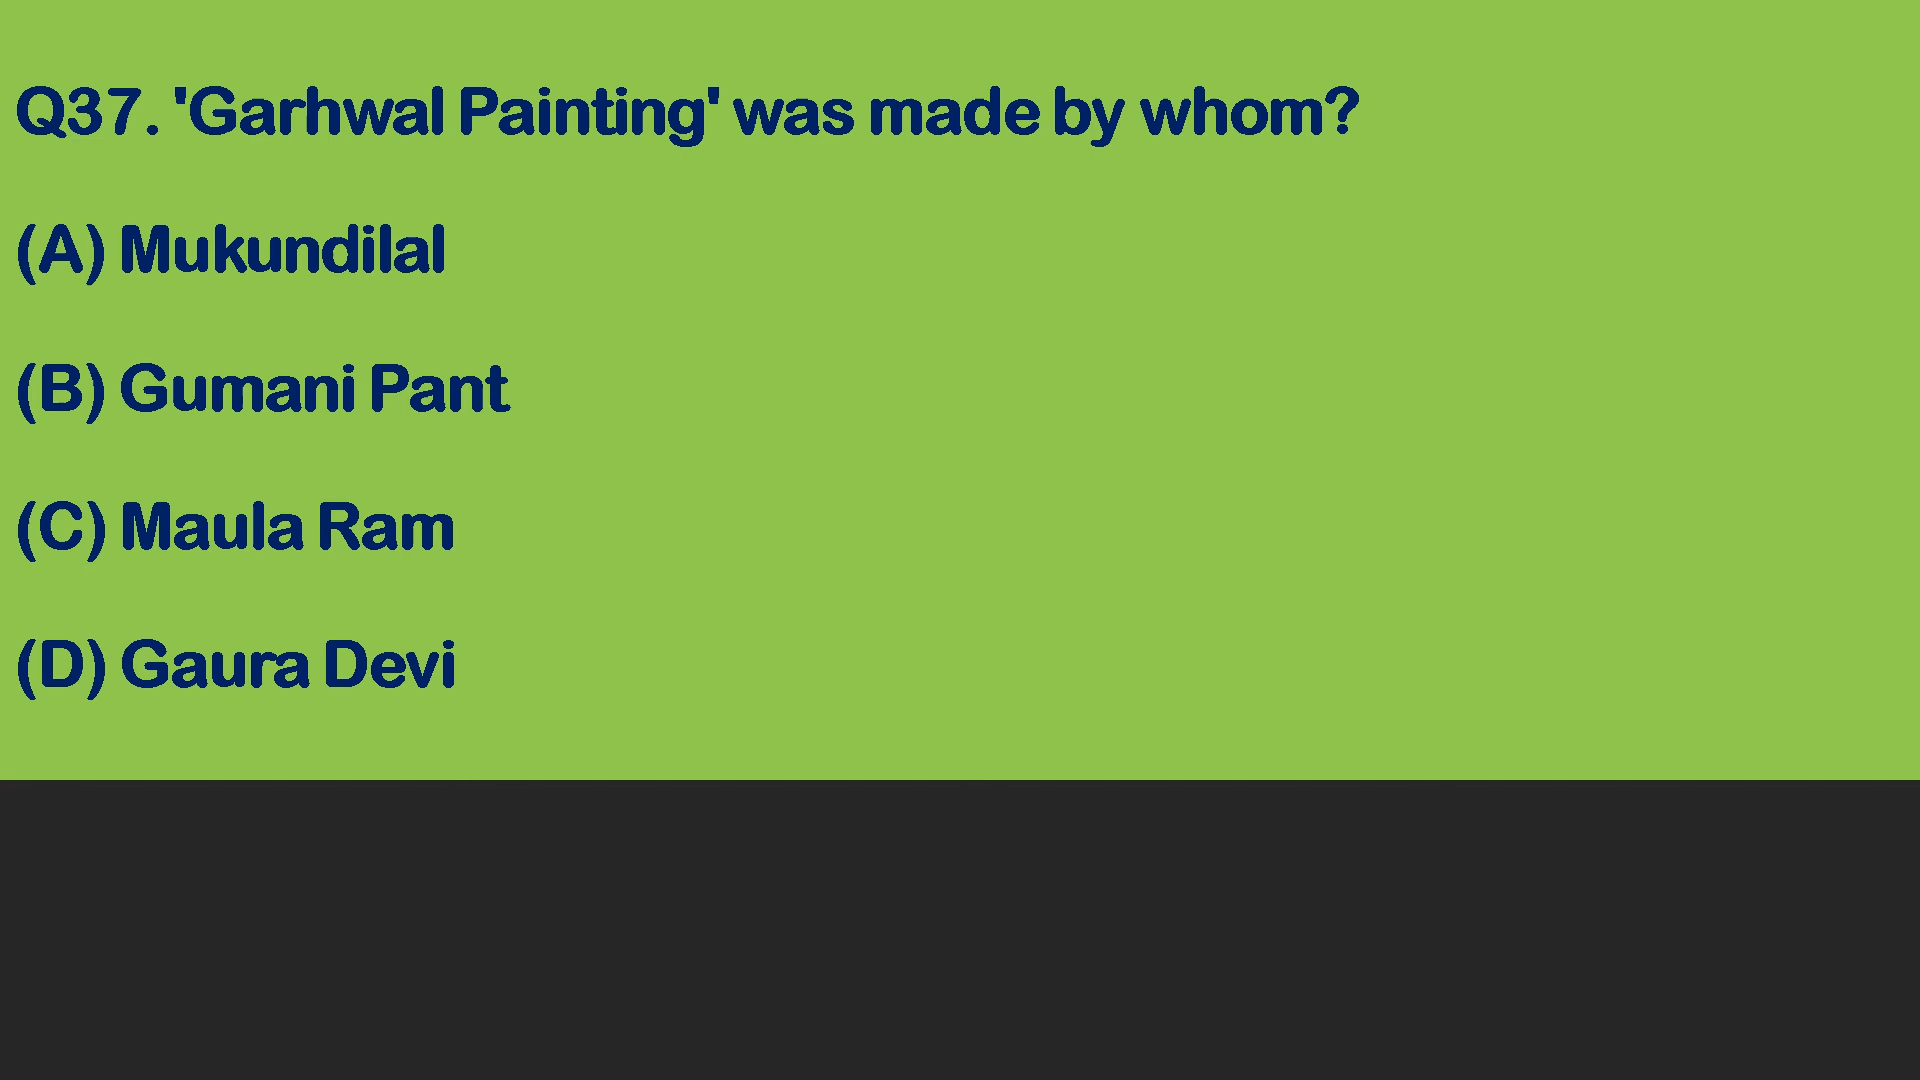 Q37. 'Garhwal Painting' was made by whom?
(A) Mukundilal
(B) Gumani Pant
(C) Maula Ram
(D) Gaura Devi